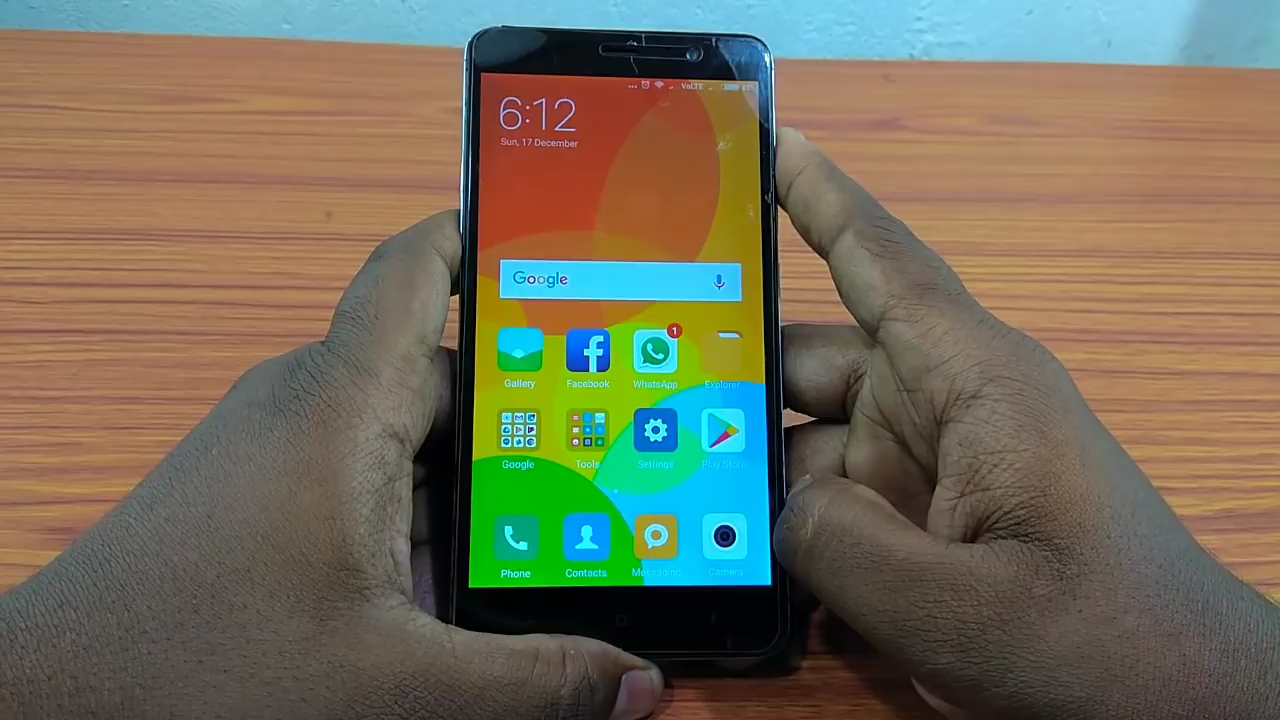 VoLTE
6:12
Sun, 17 December
Google
1
Gallery
Facebook
WhatsApp
Explorer
Google
Tools
Settings
Play Store
Phone
Contacts
Messaging
Camera